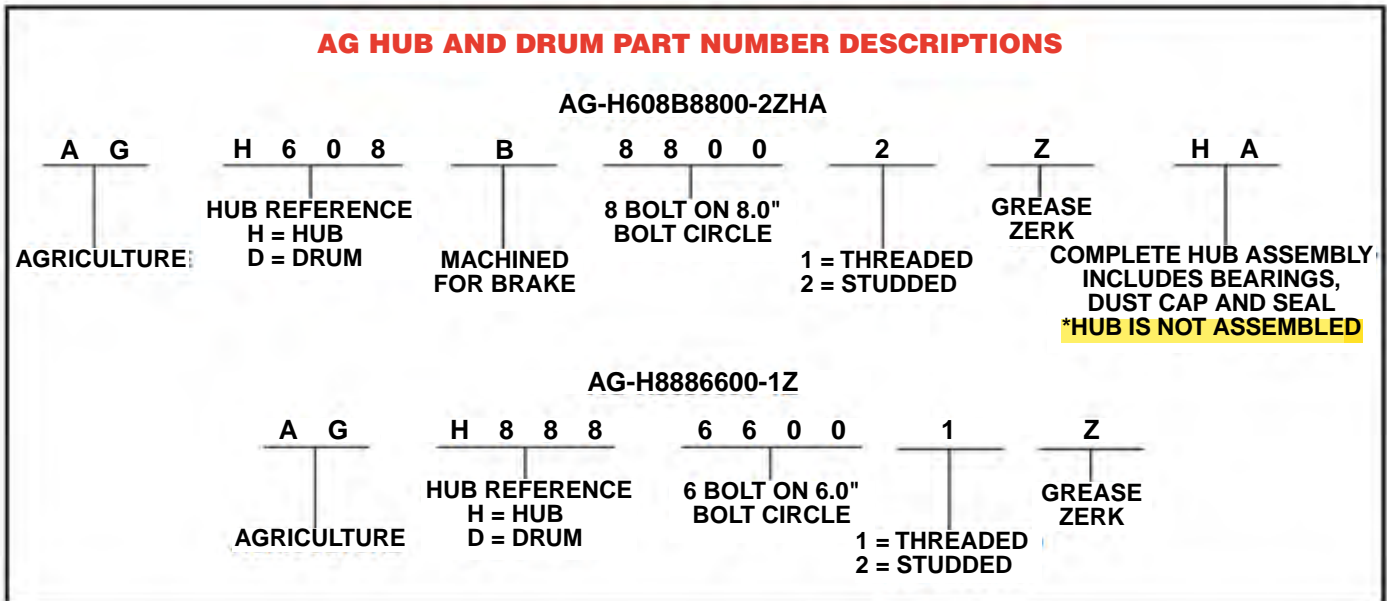 AG HUB AND DRUM PART NUMBER DESCRIPTIONS
AG-H608B8800-2ZHA
A G H 6 0 8 B 8 8 0 0 2 Z H A
AGRICULTURE
HUB REFERENCE
H = HUB
D = DRUM
MACHINED
FOR BRAKE
8 BOLT ON 8.0"
BOLT CIRCLE
1 = THREADED
2 = STUDDED
GREASE
ZERK
COMPLETE HUB ASSEMBLY
INCLUDES BEARINGS,
DUST CAP AND SEAL
*HUB IS NOT ASSEMBLED
AG-H8886600-1Z
A G H 8 8 8 6 6 0 0 1 Z
AGRICULTURE
HUB REFERENCE
H = HUB
D = DRUM
6 BOLT ON 6.0"
BOLT CIRCLE
1 = THREADED
2 = STUDDED
GREASE
ZERK